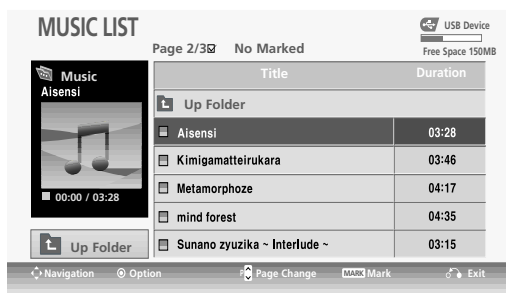 MUSIC LIST
Page 2/3 No Marked
USB Device
Free Space 150MB
Music
Aisensi
00:00 / 03:28
Up Folder
Title Duration
Up Folder
Aisensi 03:28
Kimigamatteirukara 03:46
Metamorphoze 04:17
mind forest 04:35
Sunano zyuzika ~ Interlude ~ 03:15
Navigation Option P Page Change MARK Mark Exit